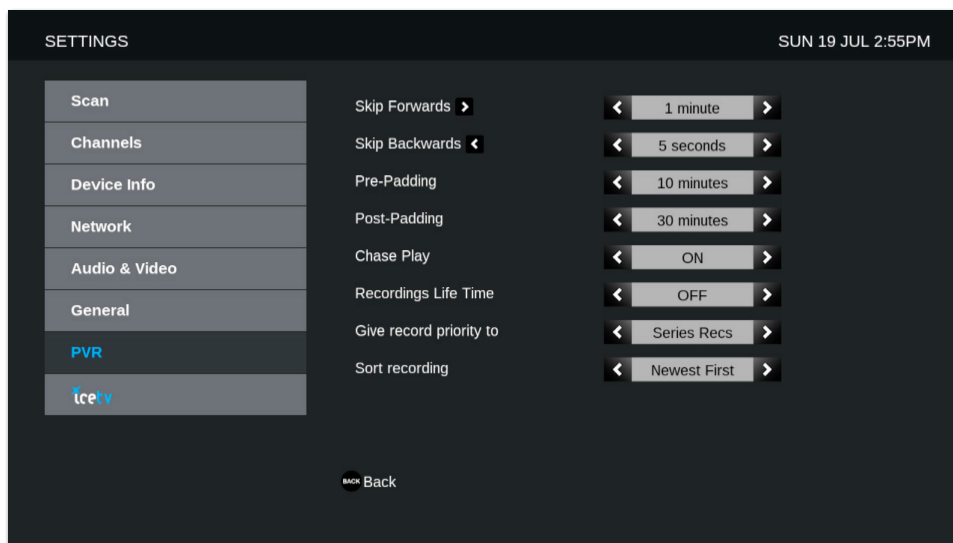 SETTINGS SUN 19 JUL 2:55PM
Scan
Channels
Device Info
Network
Audio & Video
General
PVR
icetv
Skip Forwards 1 minute
Skip Backwards 5 seconds
Pre-Padding 10 minutes
Post-Padding 30 minutes
Chase Play ON
Recordings Life Time OFF
Give record priority to Series Recs
Sort recording Newest First
BACK Back